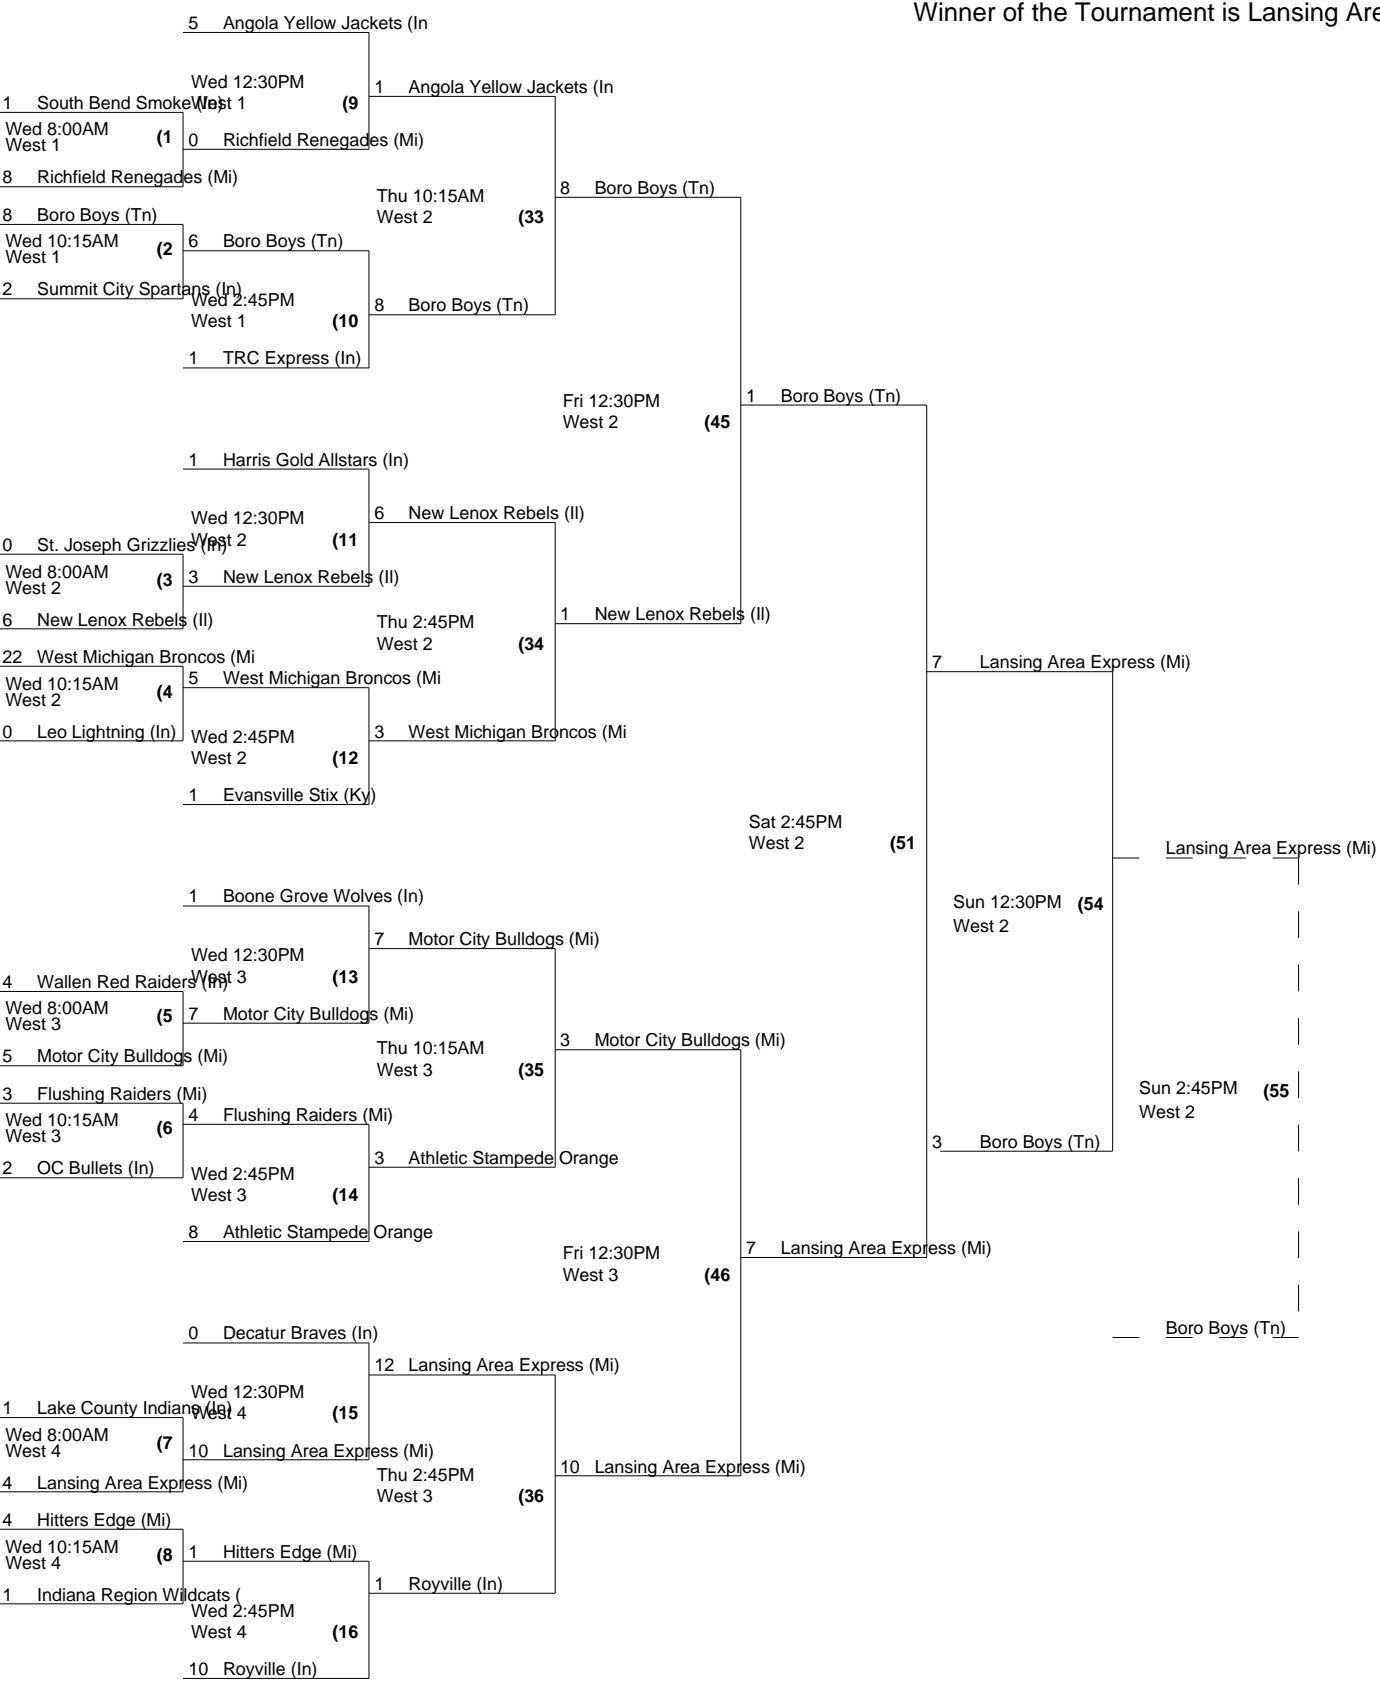 Winner of the Tournament is Lansing Are
5 Angola Yellow Jackets (In
Wed 12:30PM
West 1 (9
1 Angola Yellow Jackets (In
1 South Bend Smoke (In)
Wed 8:00AM
West 1 (1
0 Richfield Renegades (Mi)
8 Richfield Renegades (Mi)
Thu 10:15AM
West 2 (33
8 Boro Boys (Tn)
8 Boro Boys (Tn)
Wed 10:15AM
West 1 (2
6 Boro Boys (Tn)
2 Summit City Spartans (In)
Wed 2:45PM
West 1 (10
8 Boro Boys (Tn)
1 TRC Express (In)
Fri 12:30PM
West 2 (45
1 Boro Boys (Tn)
1 Harris Gold Allstars (In)
Wed 12:30PM
West 2 (11
6 New Lenox Rebels (Il)
0 St. Joseph Grizzlies (In)
Wed 8:00AM
West 2 (3
3 New Lenox Rebels (Il)
6 New Lenox Rebels (Il)
Thu 2:45PM
West 2 (34
1 New Lenox Rebels (Il)
22 West Michigan Broncos (Mi
Wed 10:15AM
West 2 (4
5 West Michigan Broncos (Mi
7 Lansing Area Express (Mi)
0 Leo Lightning (In)
Wed 2:45PM
West 2 (12
3 West Michigan Broncos (Mi
1 Evansville Stix (Ky)
Sat 2:45PM
West 2 (51
Lansing Area Express (Mi)
1 Boone Grove Wolves (In)
Sun 12:30PM (54
West 2
Wed 12:30PM
West 3 (13
7 Motor City Bulldogs (Mi)
4 Wallen Red Raiders (In)
Wed 8:00AM
West 3 (5
7 Motor City Bulldogs (Mi)
5 Motor City Bulldogs (Mi)
Thu 10:15AM
West 3 (35
3 Motor City Bulldogs (Mi)
3 Flushing Raiders (Mi)
Wed 10:15AM
West 3 (6
4 Flushing Raiders (Mi)
Sun 2:45PM (55
West 2
3 Boro Boys (Tn)
2 OC Bullets (In)
Wed 2:45PM
West 3 (14
3 Athletic Stampede Orange
8 Athletic Stampede Orange
Fri 12:30PM
West 3 (46
7 Lansing Area Express (Mi)
Boro Boys (Tn)
0 Decatur Braves (In)
Wed 12:30PM
West 4 (15
12 Lansing Area Express (Mi)
1 Lake County Indians (In)
Wed 8:00AM
West 4 (7
10 Lansing Area Express (Mi)
4 Lansing Area Express (Mi)
Thu 2:45PM
West 3 (36
10 Lansing Area Express (Mi)
4 Hitters Edge (Mi)
Wed 10:15AM
West 4 (8
1 Hitters Edge (Mi)
1 Indiana Region Wildcats (
Wed 2:45PM
West 4 (16
1 Royville (In)
10 Royville (In)